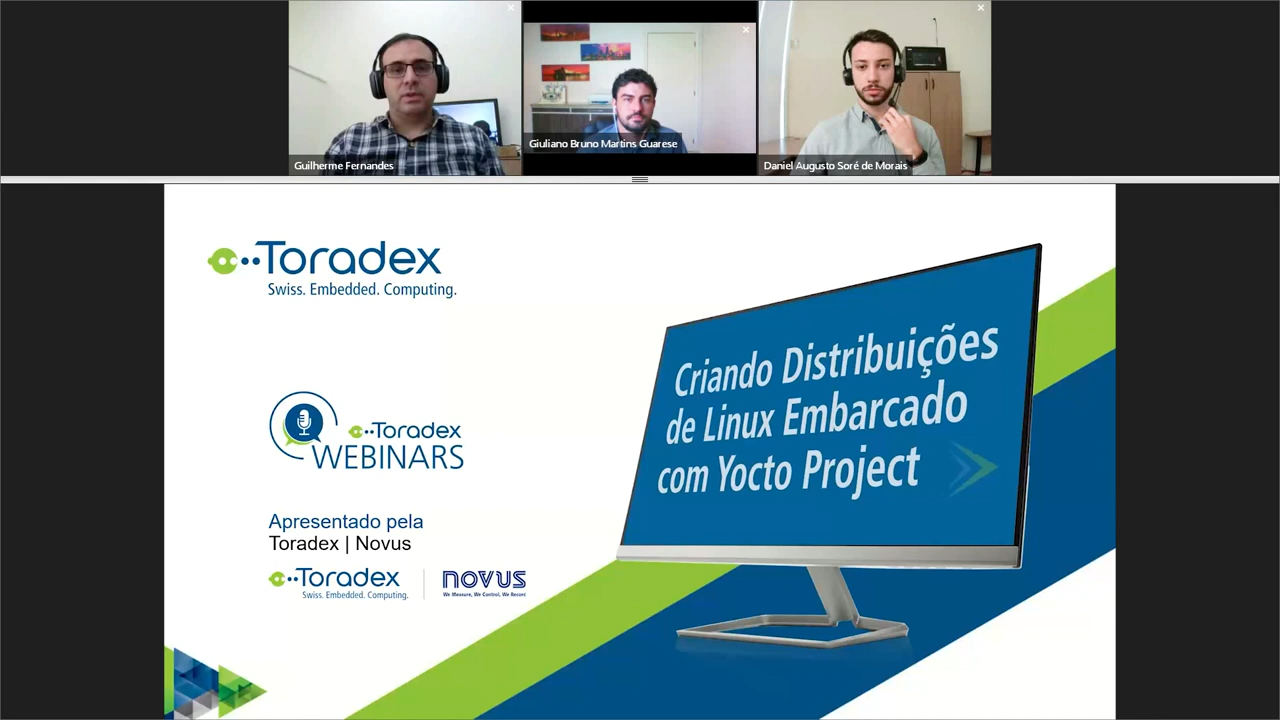 Guilherme Fernandes
Giuliano Bruno Martins Guarese
Daniel Augusto Soré de Morais
Toradex
Swiss. Embedded. Computing.
Criando Distribuições
de Linux Embarcado
com Yocto Project
Toradex
WEBINARS
Apresentado pela
Toradex | Novus
Toradex
Swiss. Embedded. Computing.
novus
We Measure, We Control, We Record